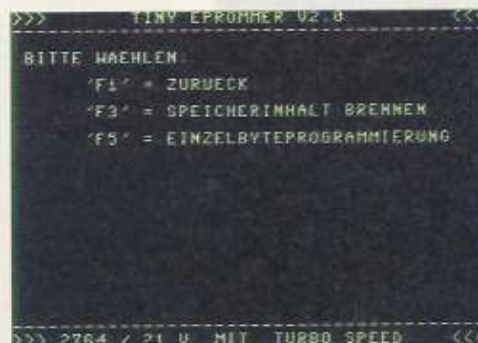 >>> TINY EPROMMER V2.0 <<<
BITTE WAEHLEN:
'F1' = ZURUECK
'F3' = SPEICHERINHALT BRENNEN
'F5' = EINZELBYTEPROGRAMMIERUNG
>>> 2764 / 21 V MIT TURBO SPEED <<<